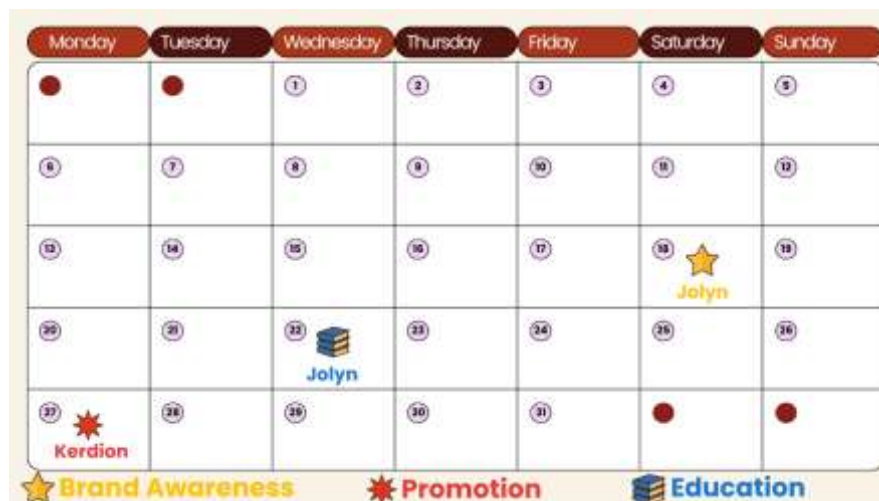 Monday Tuesday Wednesday Thursday Friday Saturday Sunday
1 2 3 4 5
6 7 8 9 10 11 12
13 14 15 16 17 18 19
Jolyn
20 21 22 23 24 25 26
Jolyn
27 28 29 30 31
Kerdion
Brand Awareness Promotion Education